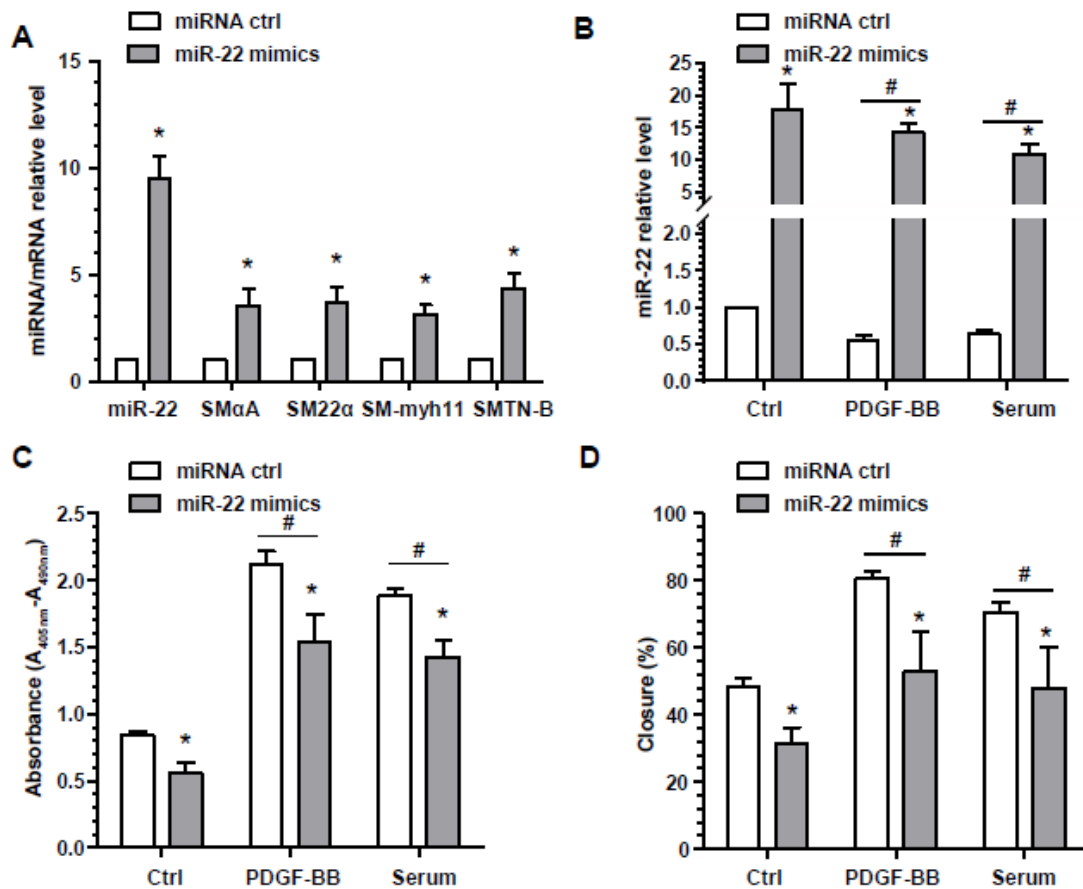 A
miRNA ctrl
miR-22 mimics
miRNA/mRNA relative level
15
10
5
0
*
*
*
*
*
miR-22 SMαA SM22α SM-myh11 SMTN-B
B
miRNA ctrl
miR-22 mimics
miR-22 relative level
25
20
15
10
5
2.0
1.5
1.0
0.5
0.0
*
#
*
#
*
Ctrl PDGF-BB Serum
C
miRNA ctrl
miR-22 mimics
Absorbance (A405nm-A490nm)
2.5
2.0
1.5
1.0
0.5
0.0
*
#
*
#
*
Ctrl PDGF-BB Serum
D
miRNA ctrl
miR-22 mimics
Closure (%)
100
80
60
40
20
0
*
#
*
#
*
Ctrl PDGF-BB Serum